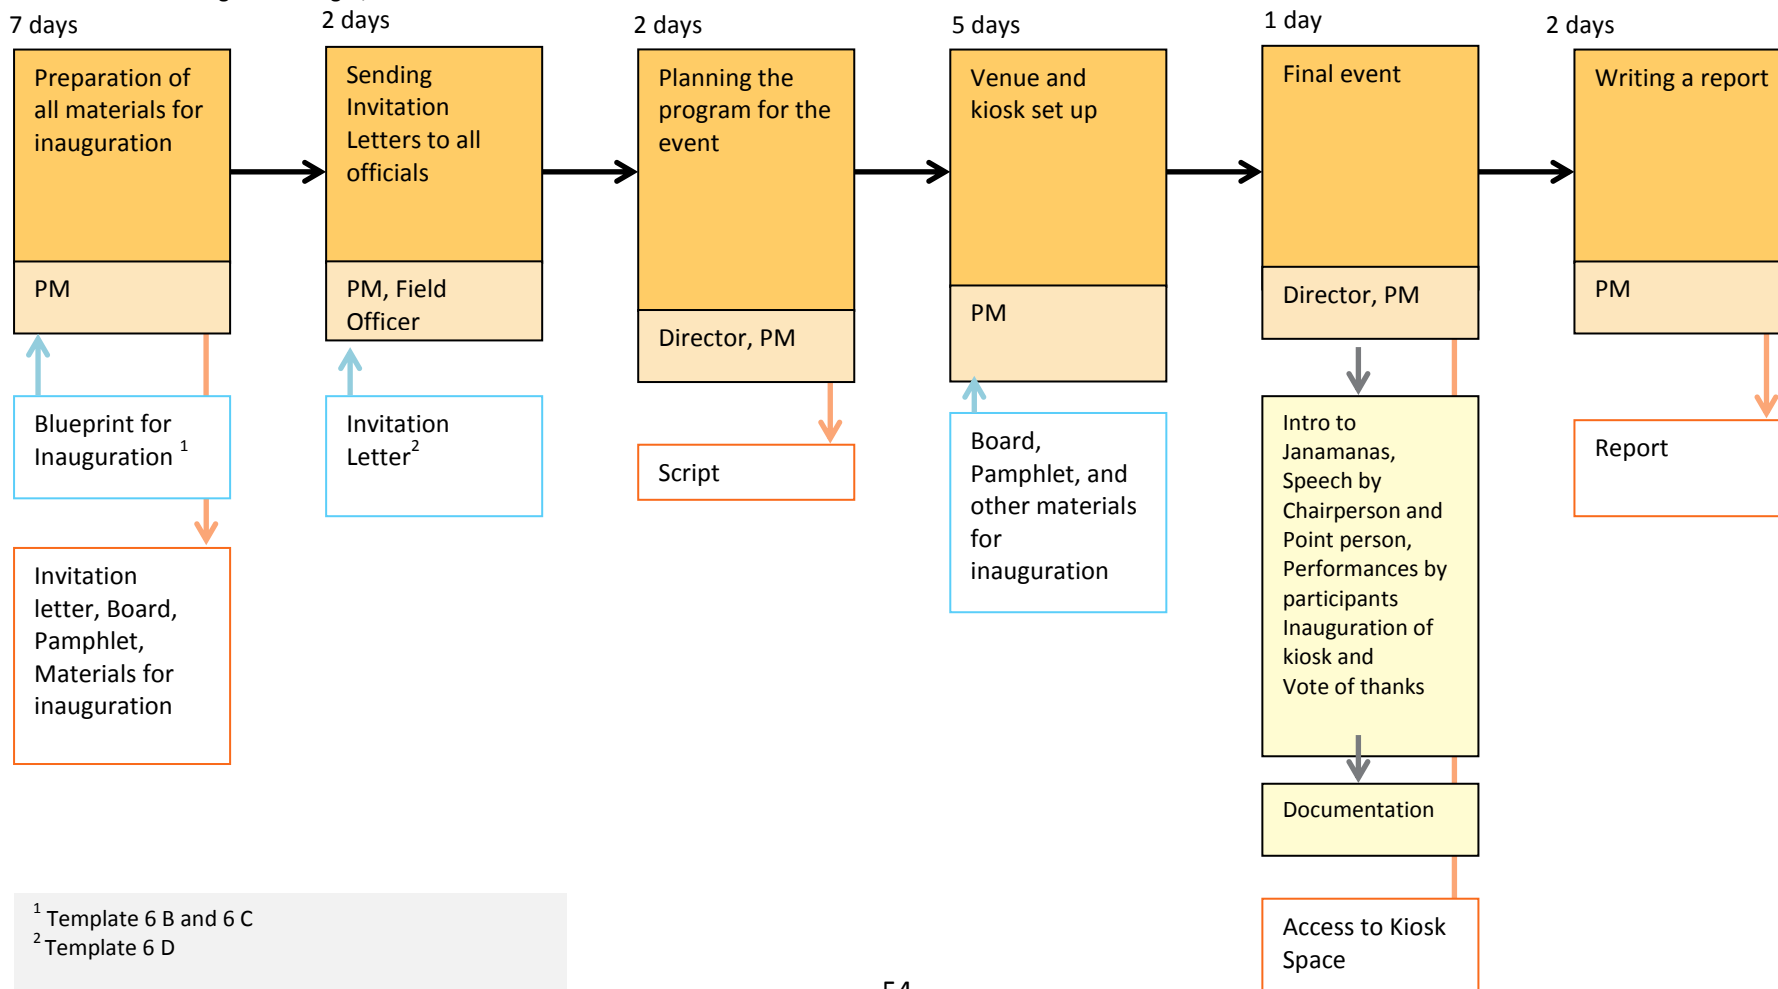 7 days
2 days
2 days
5 days
1 day
2 days
Preparation of
all materials for
inauguration
PM
Sending
Invitation
Letters to all
officials
PM, Field
Officer
Planning the
program for the
event
Director, PM
Venue and
kiosk set up
PM
Final event
Director, PM
Writing a report
PM
Blueprint for
Inauguration 1
Invitation
letter, Board,
Pamphlet,
Materials for
inauguration
Invitation
Letter2
Script
Board,
Pamphlet, and
other materials
for
inauguration
Intro to
Janamanas,
Speech by
Chairperson and
Point person,
Performances by
participants
Inauguration of
kiosk and
Vote of thanks
Documentation
Access to Kiosk
Space
Report
1 Template 6 B and 6 C
2 Template 6 D
54